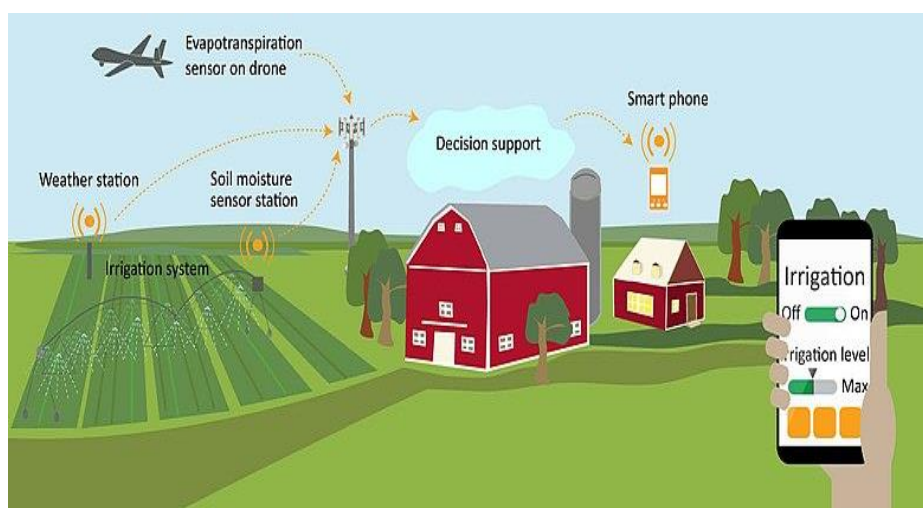 Evapotranspiration
sensor on drone
Smart phone
Decision support
Weather station
Soil moisture
sensor station
Irrigation system
Irrigation
Off On
rrigation level
Max